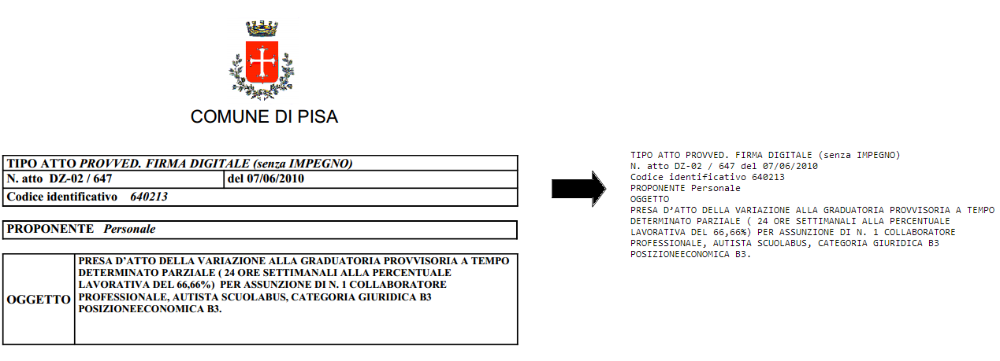 COMUNE DI PISA
TIPO ATTO PROVVED. FIRMA DIGITALE (senza IMPEGNO)
N. atto DZ-02 / 647 del 07/06/2010
Codice identificativo 640213
PROPONENTE Personale
OGGETTO
PRESA D’ATTO DELLA VARIAZIONE ALLA GRADUATORIA PROVVISORIA A TEMPO
DETERMINATO PARZIALE ( 24 ORE SETTIMANALI ALLA PERCENTUALE
LAVORATIVA DEL 66,66%) PER ASSUNZIONE DI N. 1 COLLABORATORE
PROFESSIONALE, AUTISTA SCUOLABUS, CATEGORIA GIURIDICA B3
POSIZIONEECONOMICA B3.
TIPO ATTO PROVVED. FIRMA DIGITALE (senza IMPEGNO)
N. atto DZ-02 / 647 del 07/06/2010
Codice identificativo 640213
PROPONENTE Personale
OGGETTO
PRESA D’ATTO DELLA VARIAZIONE ALLA GRADUATORIA PROVVISORIA A TEMPO
DETERMINATO PARZIALE ( 24 ORE SETTIMANALI ALLA PERCENTUALE
LAVORATIVA DEL 66,66%) PER ASSUNZIONE DI N. 1 COLLABORATORE
PROFESSIONALE, AUTISTA SCUOLABUS, CATEGORIA GIURIDICA B3
POSIZIONEECONOMICA B3.